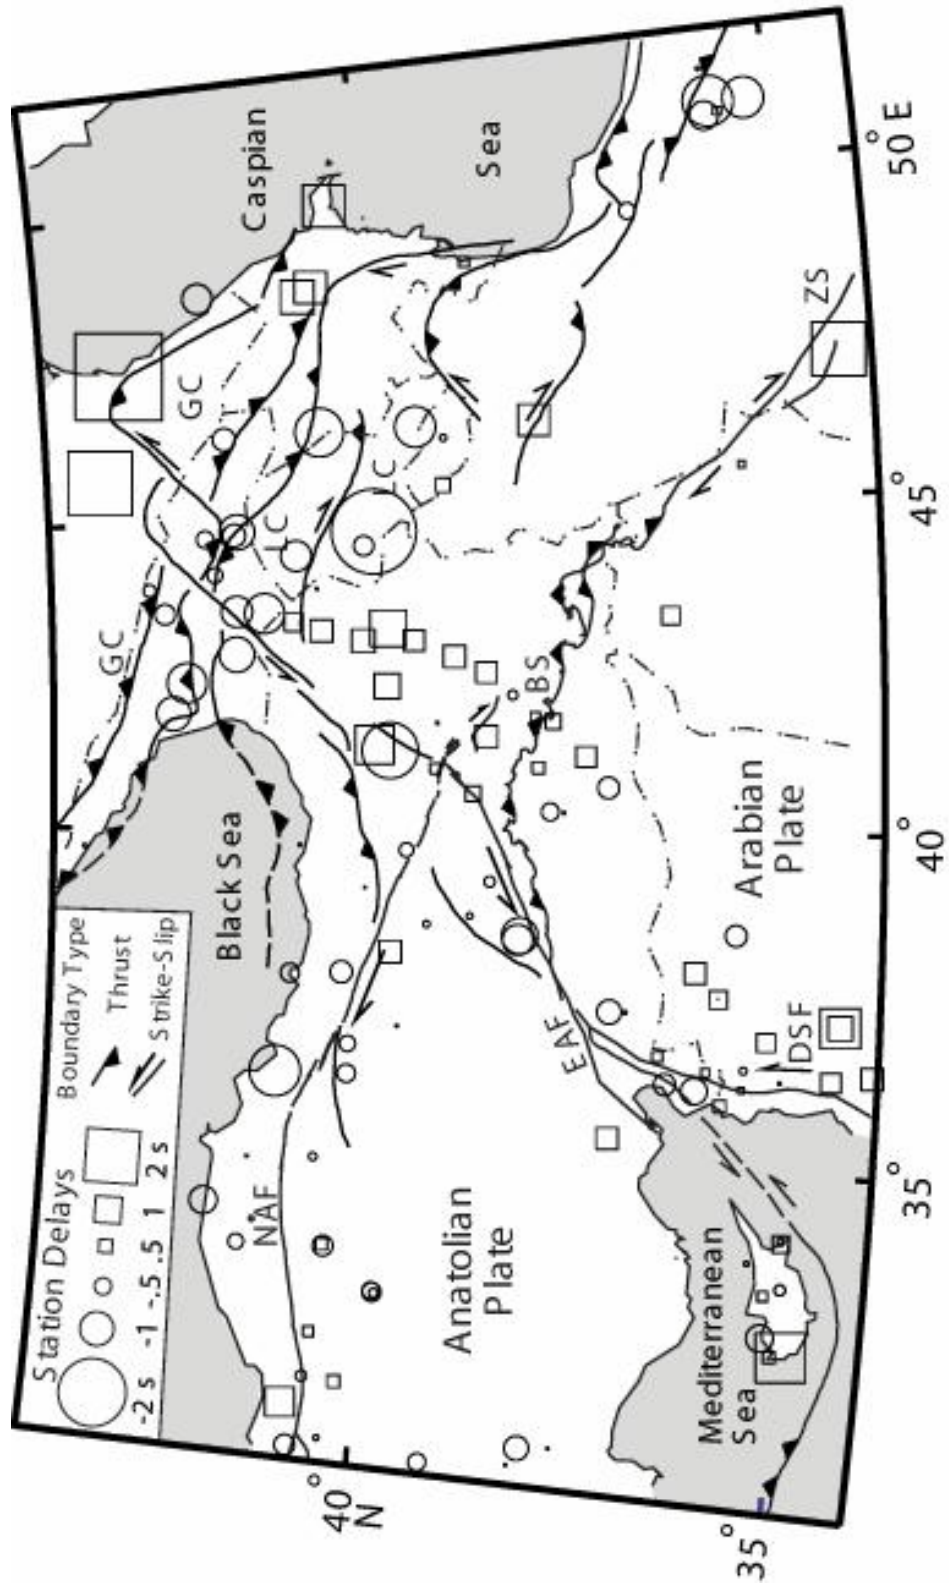 Station Delays
-2 s -1 -.5 .5 1 2 s
Boundary Type
Thrust
Strike-Slip
Black Sea
Caspian
Sea
GC
GC
LC
LC
NAF
EAF
BS
ZS
DSF
Anatolian
Plate
Arabian
Plate
Mediterranean
Sea
40°
N
35°
35°
40°
45°
50°E